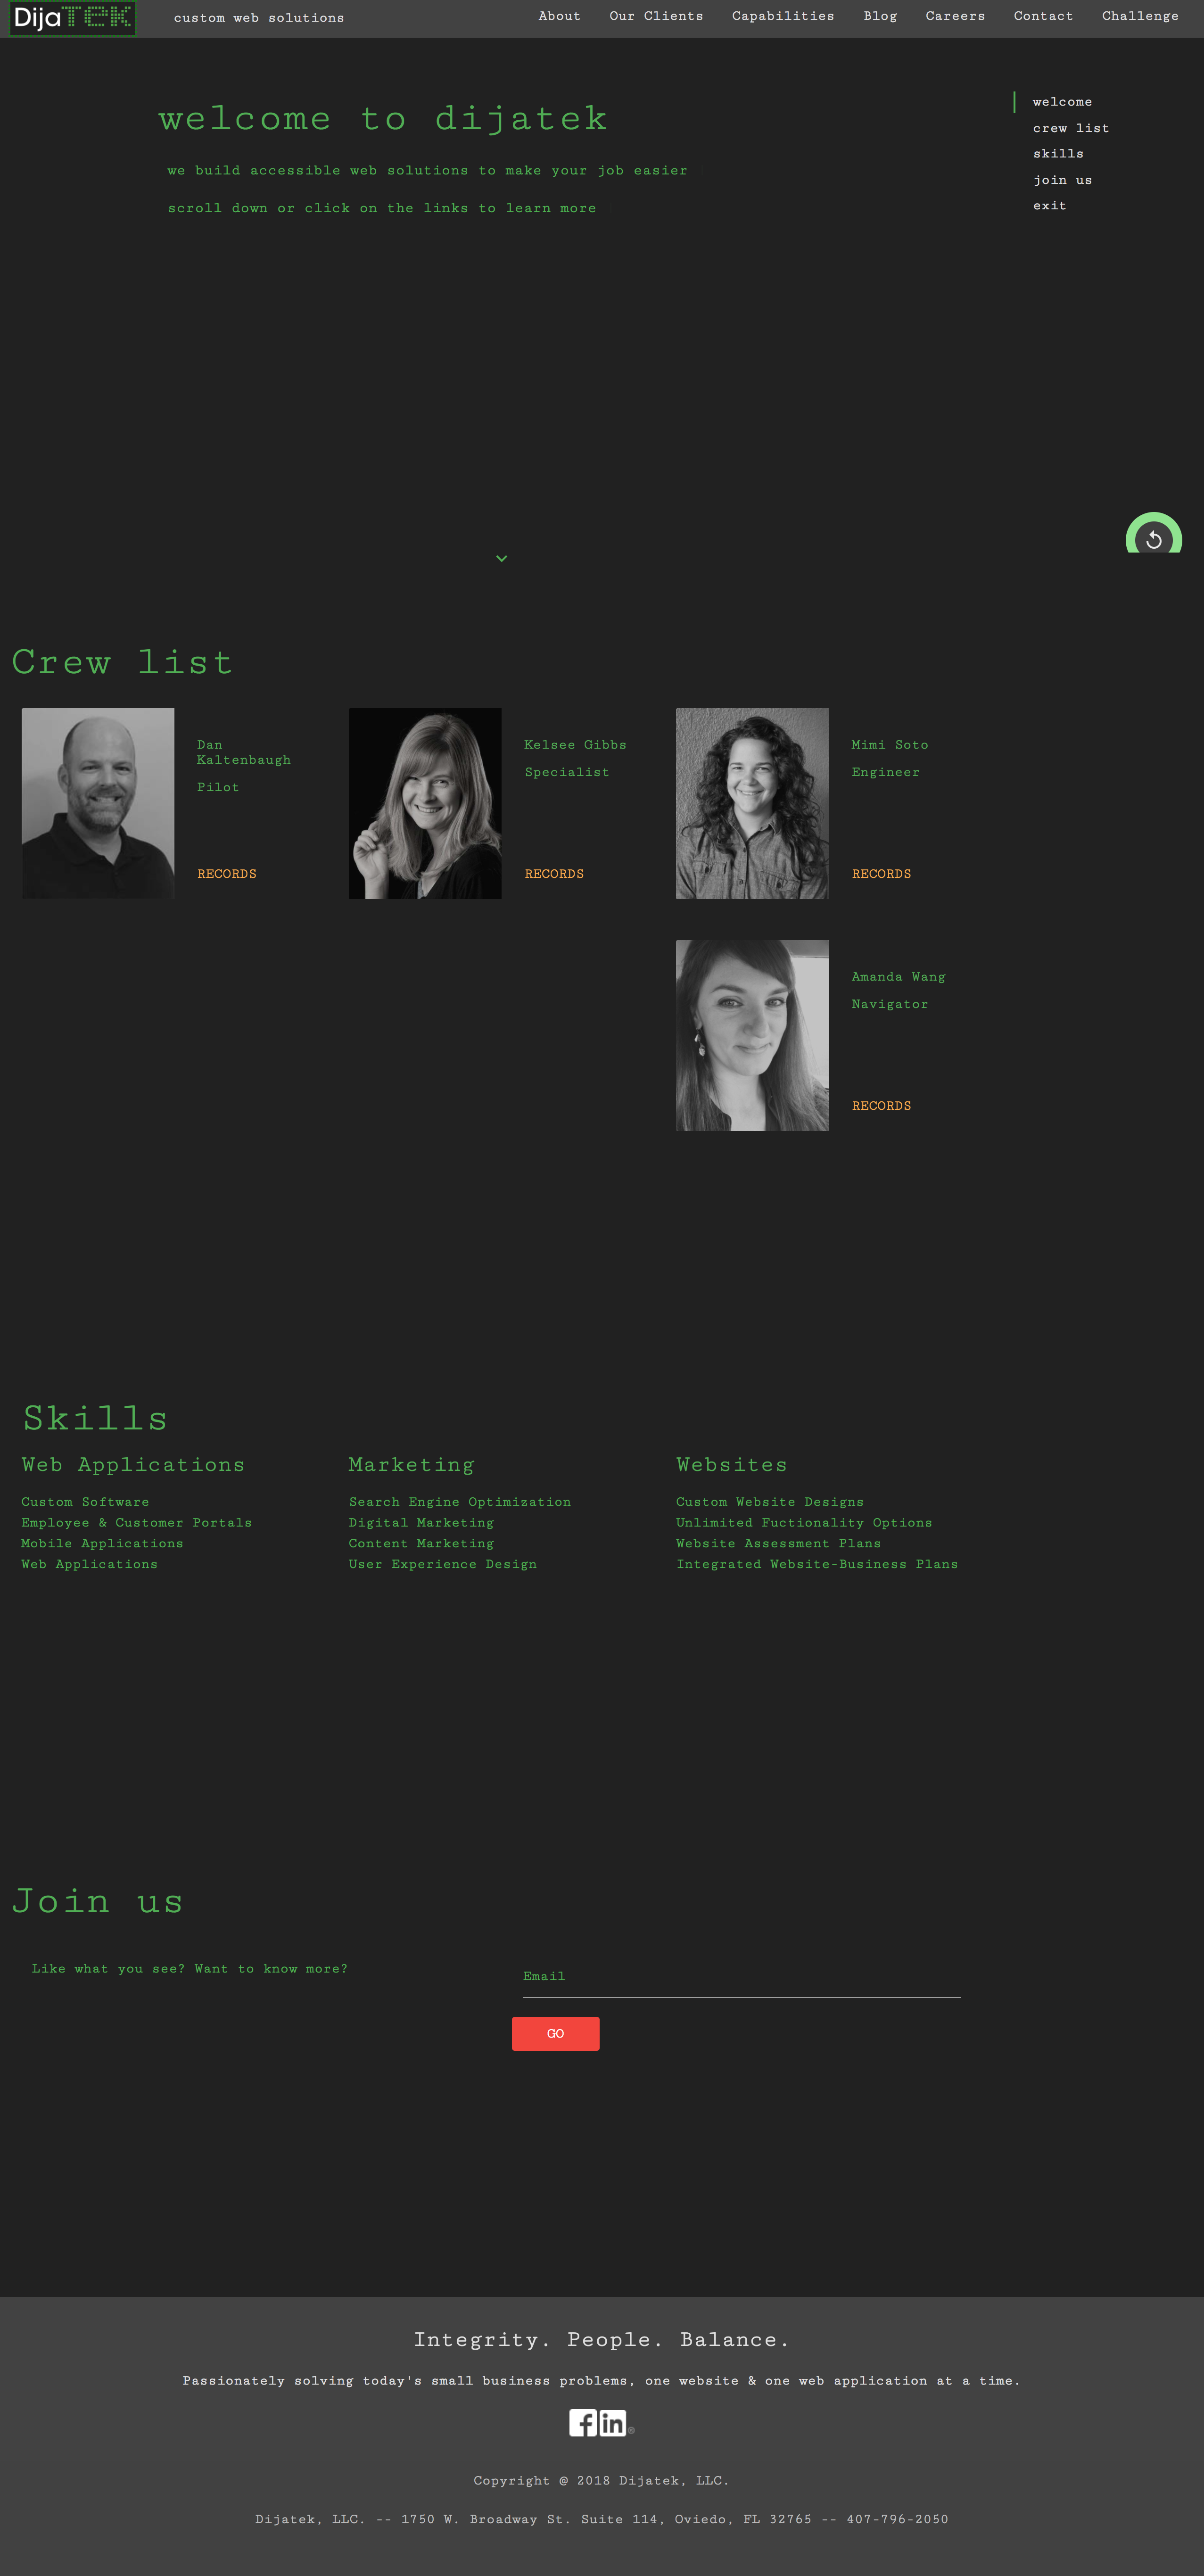 DijaTEK
custom web solutions
About Our Clients Capabilities Blog Careers Contact Challenge
welcome to dijatek
we build accessible web solutions to make your job easier
scroll down or click on the links to learn more
welcome
crew list
skills
join us
exit
Crew list
Dan
Kaltenbaugh
Pilot
RECORDS
Kelsee Gibbs
Specialist
RECORDS
Mimi Soto
Engineer
RECORDS
Amanda Wang
Navigator
RECORDS
Skills
Web Applications
Custom Software
Employee & Customer Portals
Mobile Applications
Web Applications
Marketing
Search Engine Optimization
Digital Marketing
Content Marketing
User Experience Design
Websites
Custom Website Designs
Unlimited Fuctionality Options
Website Assessment Plans
Integrated Website-Business Plans
Join us
Like what you see? Want to know more?
Email
GO
Integrity. People. Balance.
Passionately solving today's small business problems, one website & one web application at a time.
f in ®
Copyright @ 2018 Dijatek, LLC.
Dijatek, LLC. -- 1750 W. Broadway St. Suite 114, Oviedo, FL 32765 -- 407-796-2050